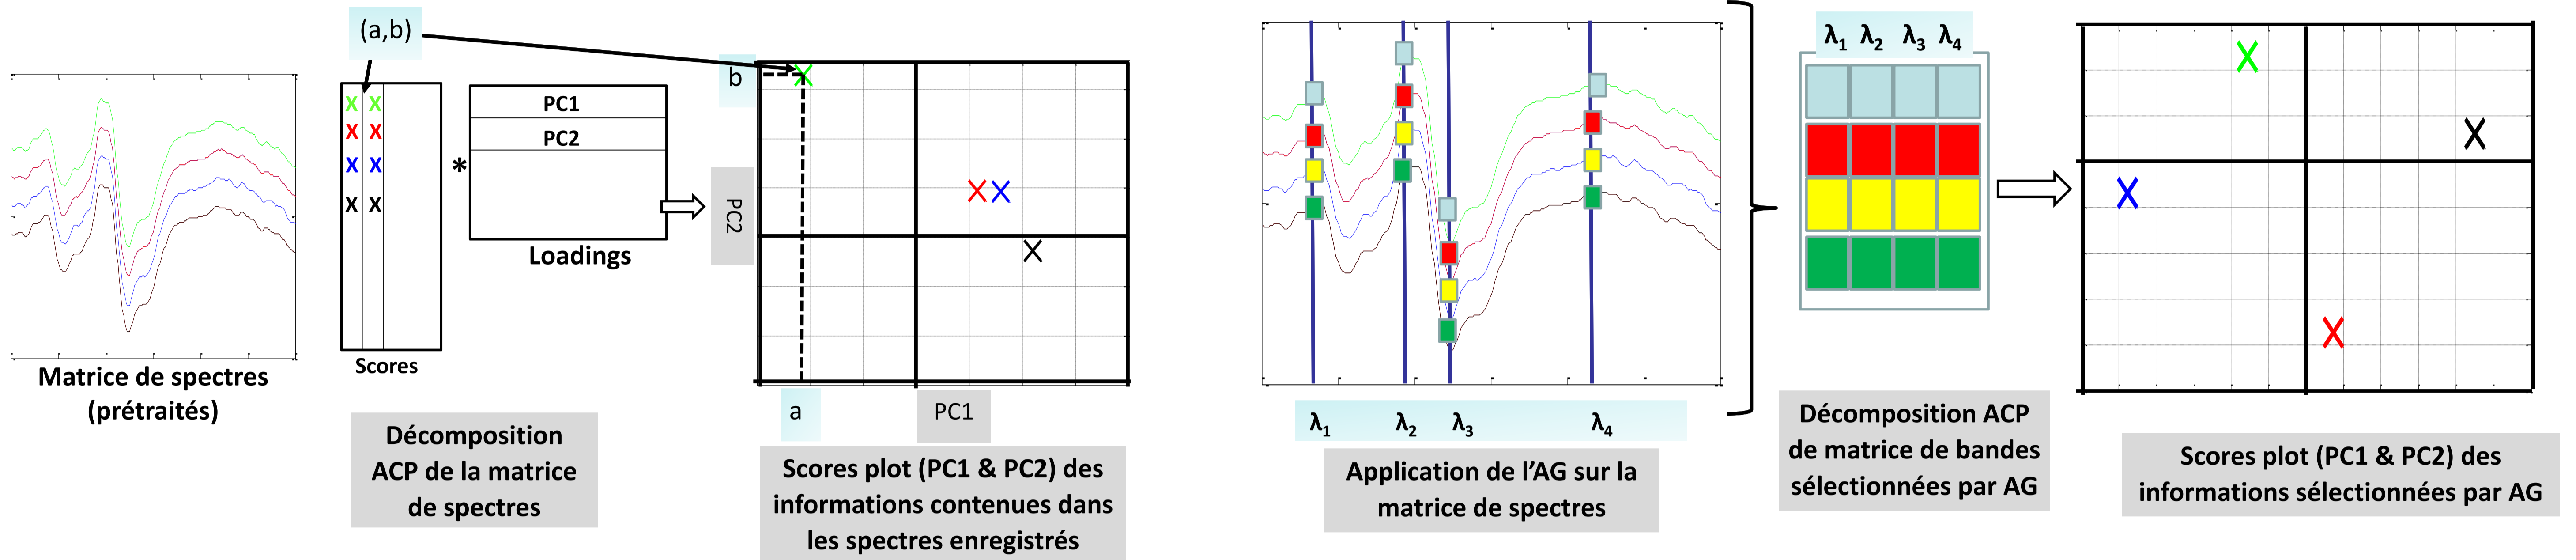 (a,b)
X X
X X
X X
X X
*
PC1
PC2
Loadings
Scores
Matrice de spectres
(prétraités)
Décomposition
ACP de la matrice
de spectres
b
PC2
a
PC1
Scores plot (PC1 & PC2) des
informations contenues dans
les spectres enregistrés
λ1 λ2 λ3 λ4
Application de l’AG sur la
matrice de spectres
λ1 λ2 λ3 λ4
Décomposition ACP
de matrice de bandes
sélectionnées par AG
Scores plot (PC1 & PC2) des
informations sélectionnées par AG